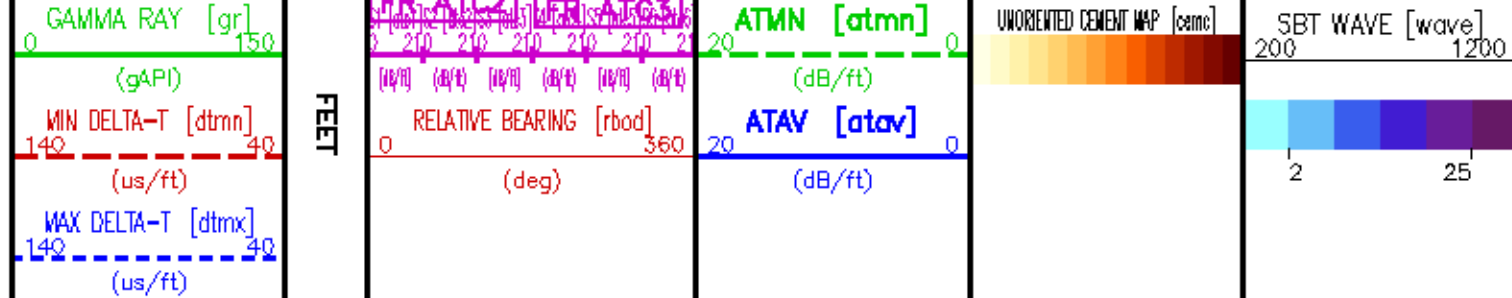 GAMMA RAY [gr]
0 150
(gAPI)
MIN DELTA-T [dtmn]
140 40
(us/ft)
MAX DELTA-T [dtmx]
140 40
(us/ft)
FEET
(dB/ft) (dB/ft) (dB/ft) (dB/ft) (dB/ft) (dB/ft)
RELATIVE BEARING [rbod]
0 360
(deg)
ATMN [atmn]
20 0
(dB/ft)
ATAV [atav]
20 0
(dB/ft)
UNORIENTED CEMENT MAP [cemc]
SBT WAVE [wave]
200 1200
2 25